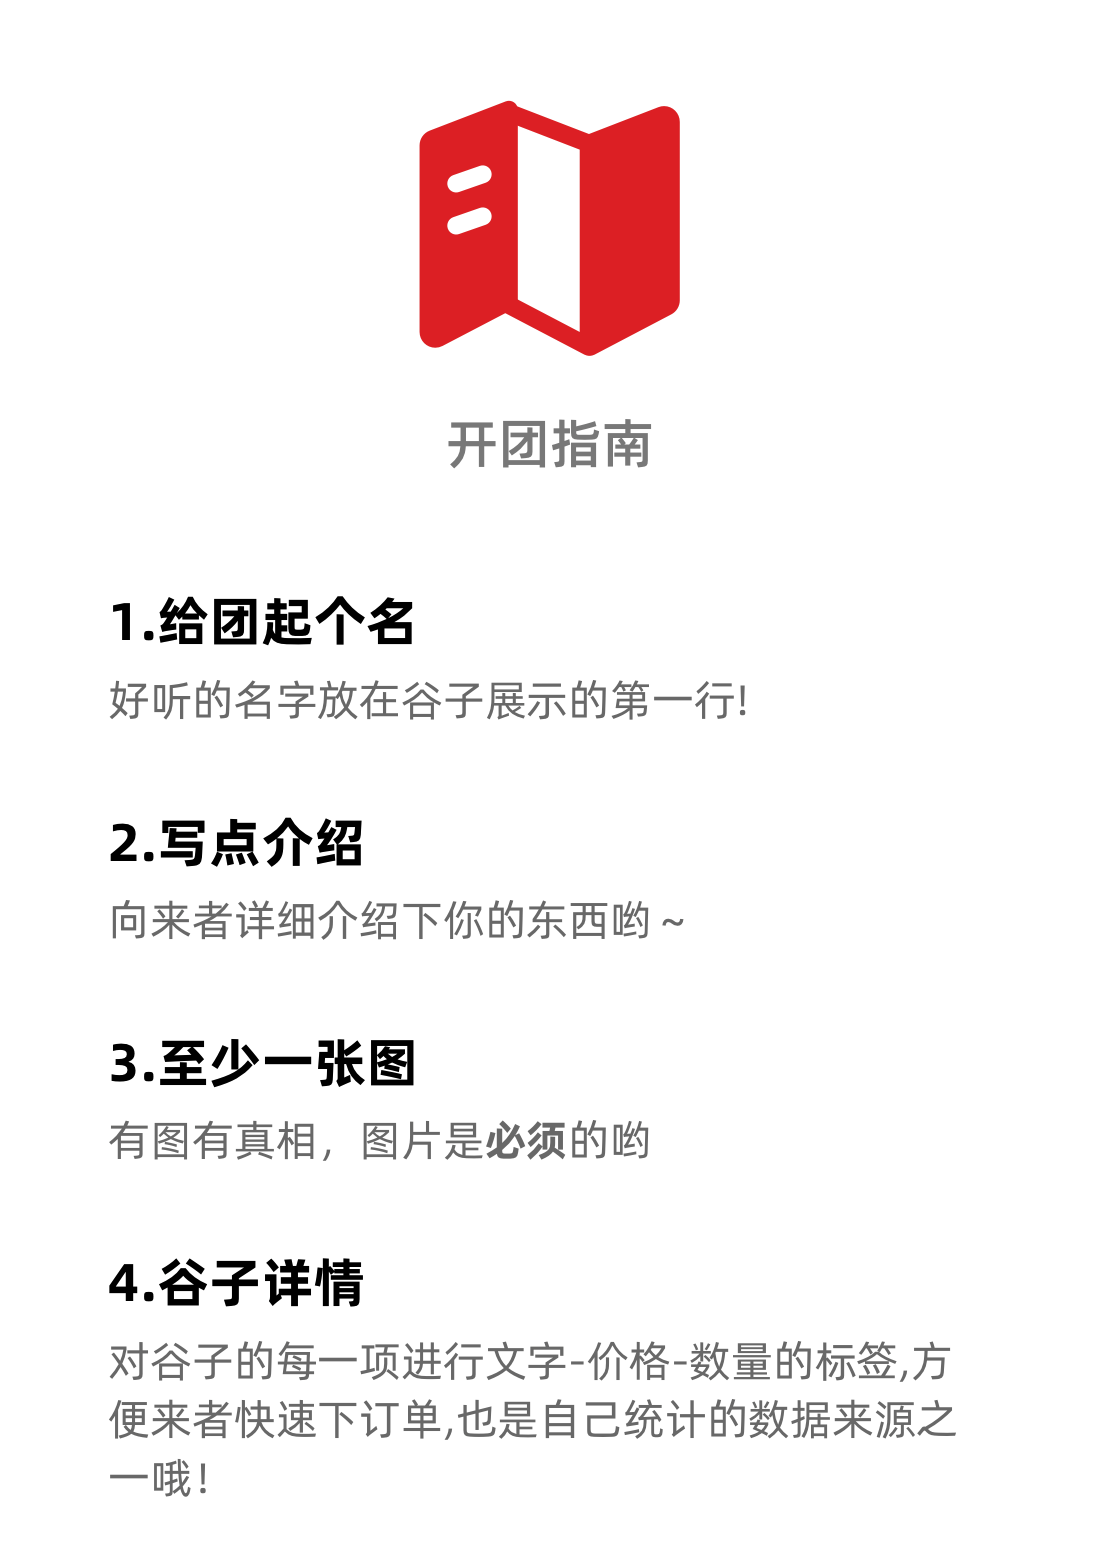 开团指南
1.给团起个名
好听的名字放在谷子展示的第一行!
2.写点介绍
向来者详细介绍下你的东西哟 ~
3.至少一张图
有图有真相，图片是必须的哟
4.谷子详情
对谷子的每一项进行文字-价格-数量的标签,方
便来者快速下订单,也是自己统计的数据来源之
一哦！